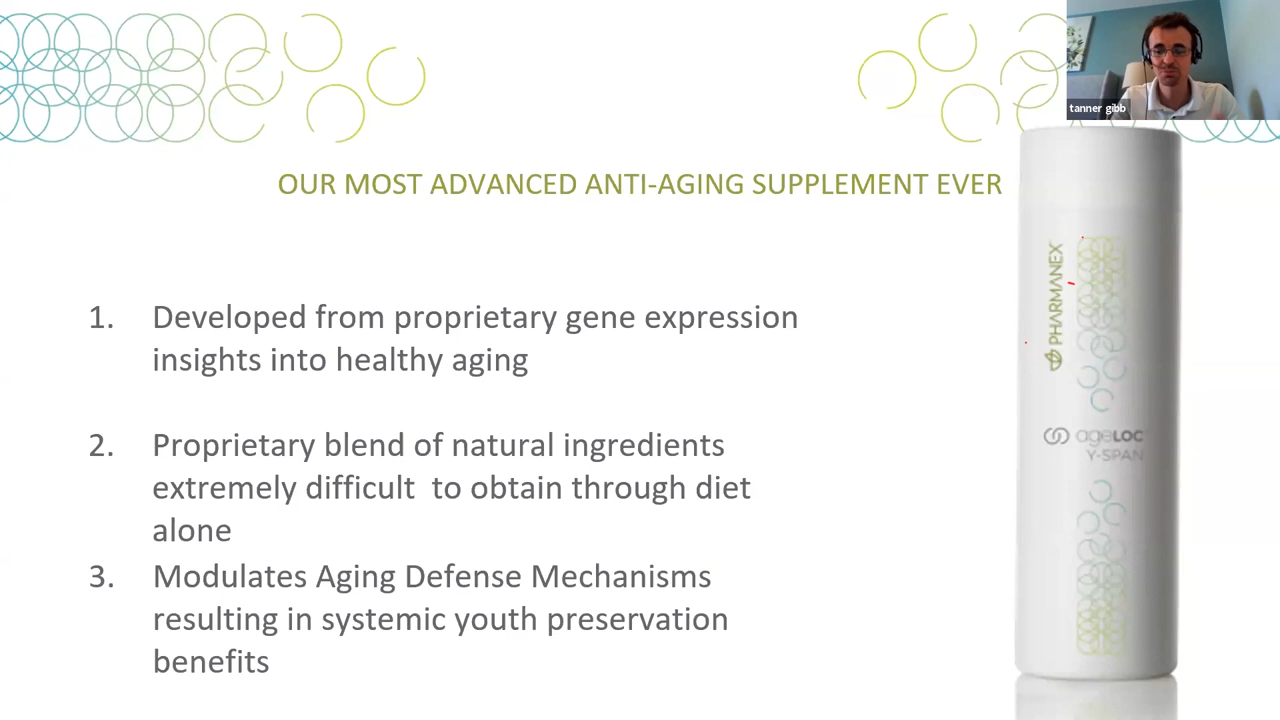 tanner gibb
OUR MOST ADVANCED ANTI-AGING SUPPLEMENT EVER
1. Developed from proprietary gene expression
insights into healthy aging
2. Proprietary blend of natural ingredients
extremely difficult to obtain through diet
alone
3. Modulates Aging Defense Mechanisms
resulting in systemic youth preservation
benefits
PHARMANEX
ageLOC
Y-SPAN